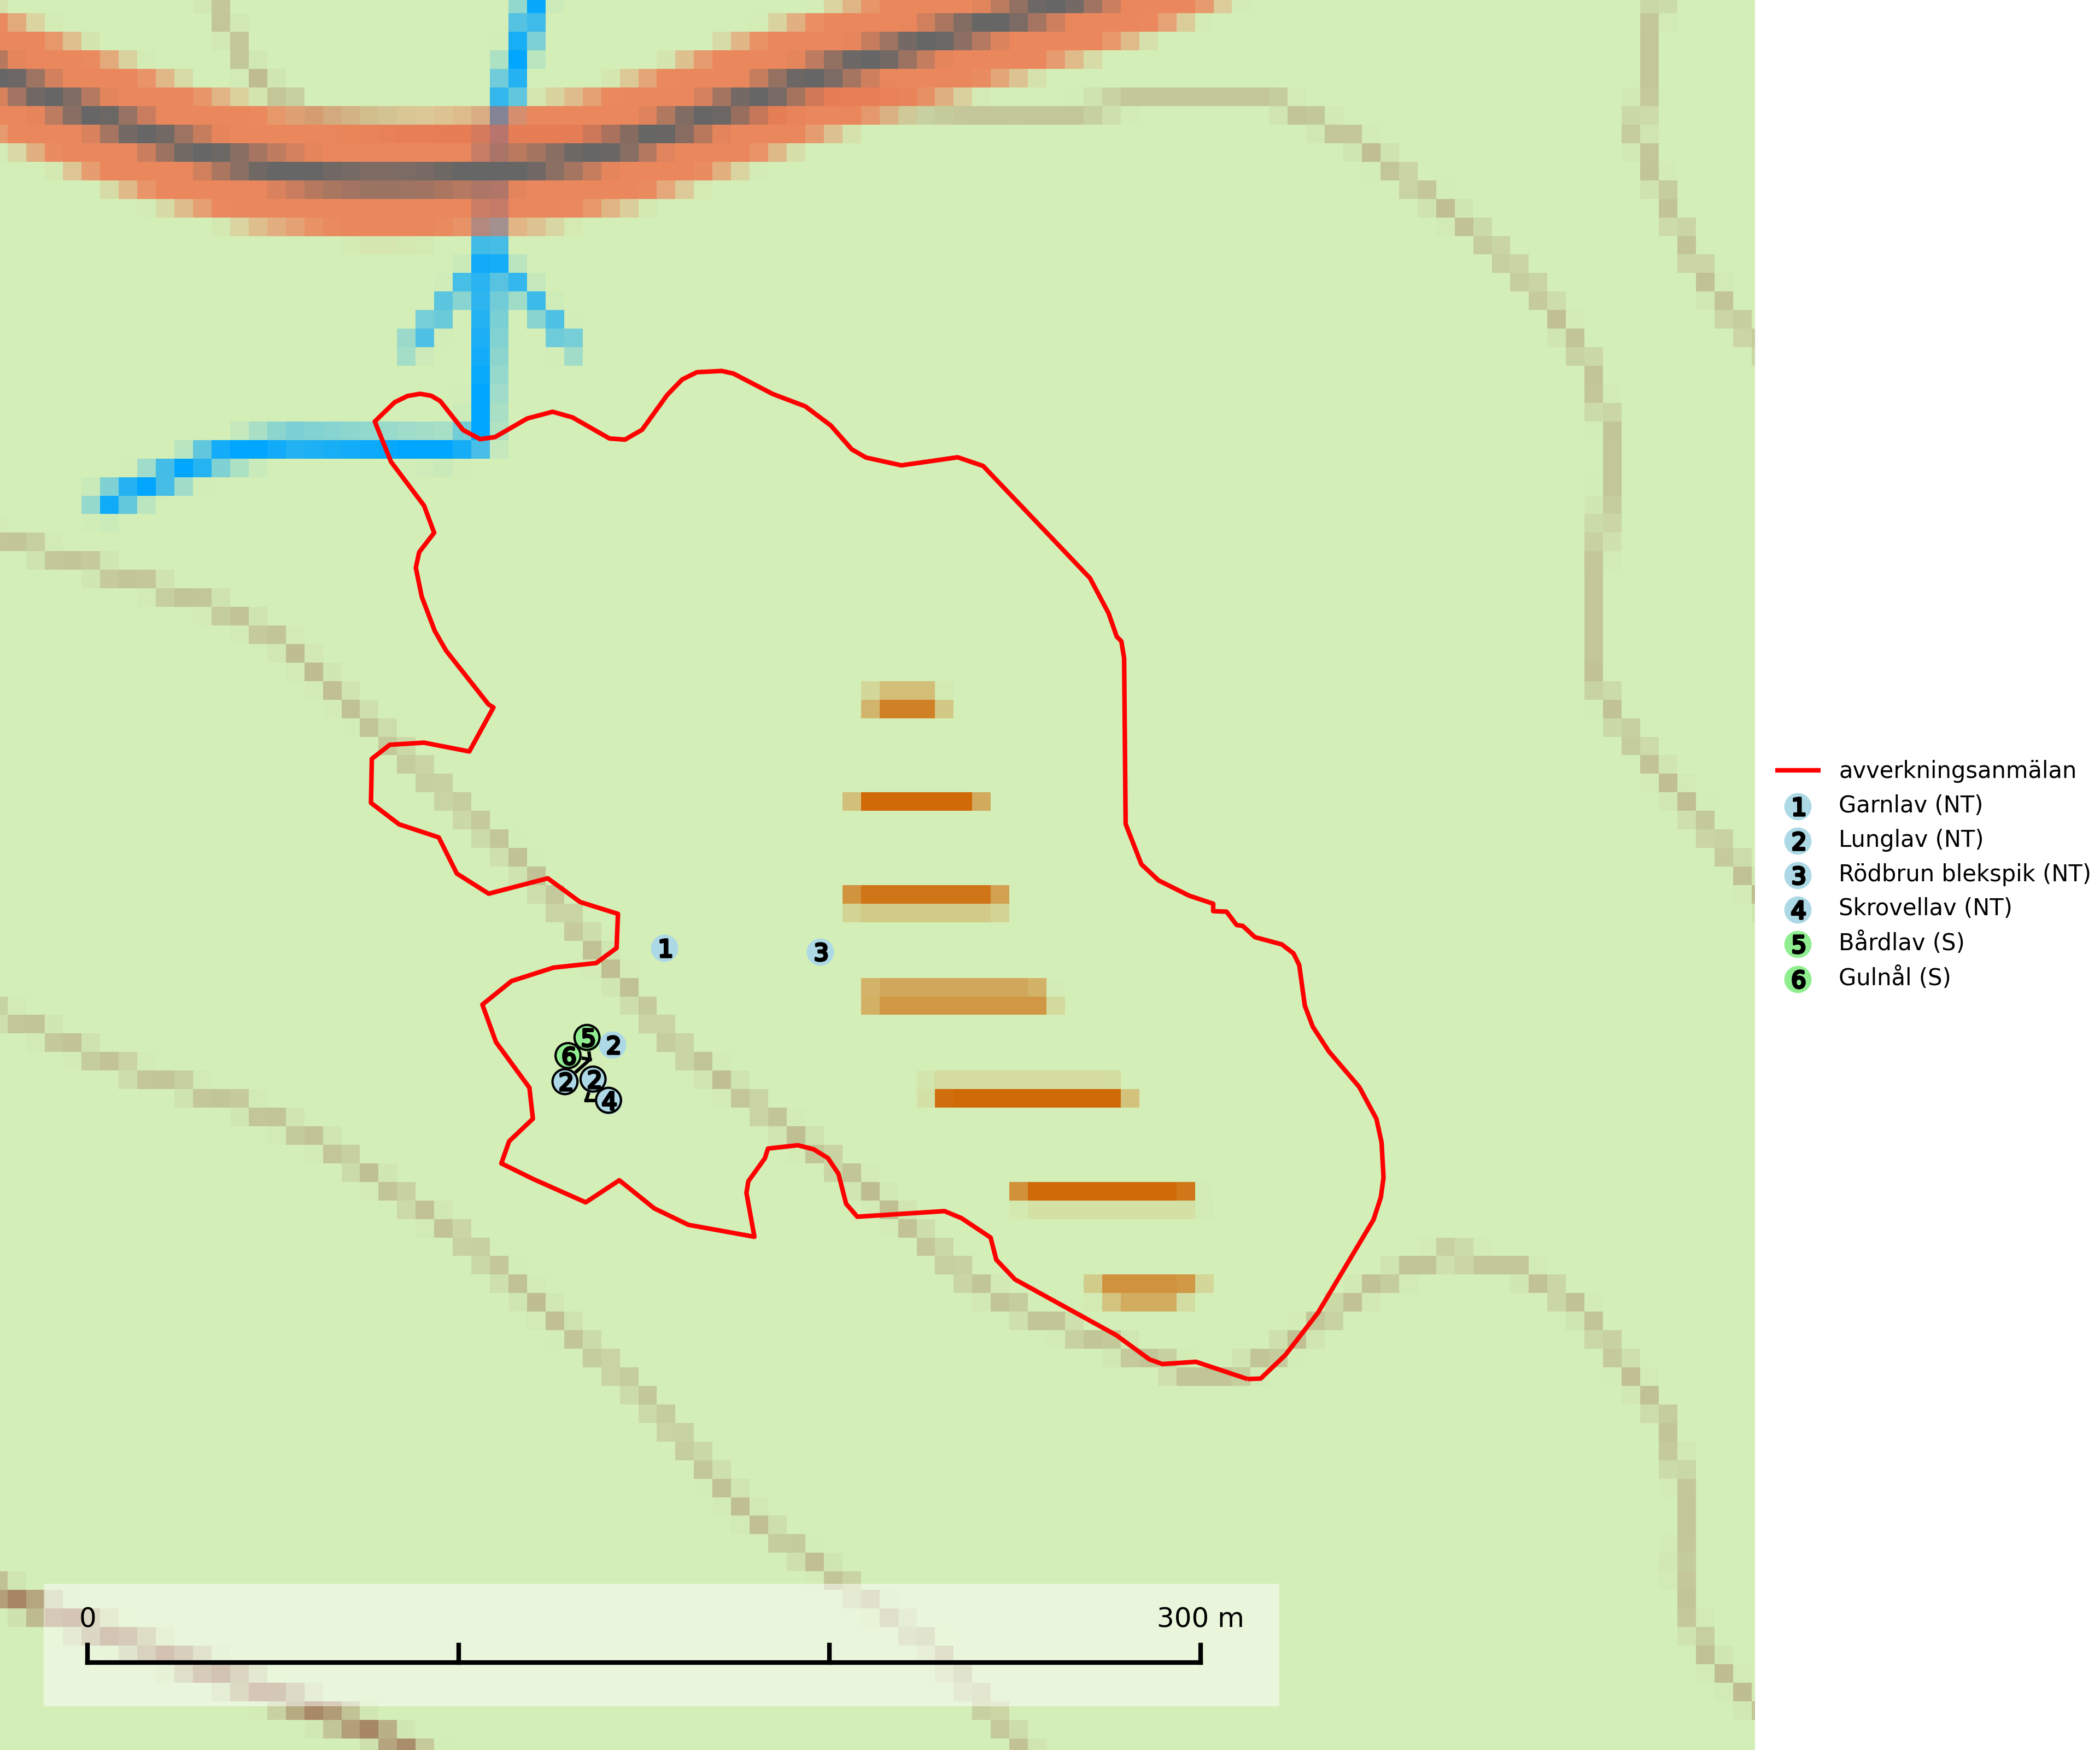 avverkningsanmälan
1 Garnlav (NT)
2 Lunglav (NT)
3 Rödbrun blekspik (NT)
4 Skrovellav (NT)
5 Bårdlav (S)
6 Gulnål (S)
1
3
5
2
6
2
2
4
0
300 m